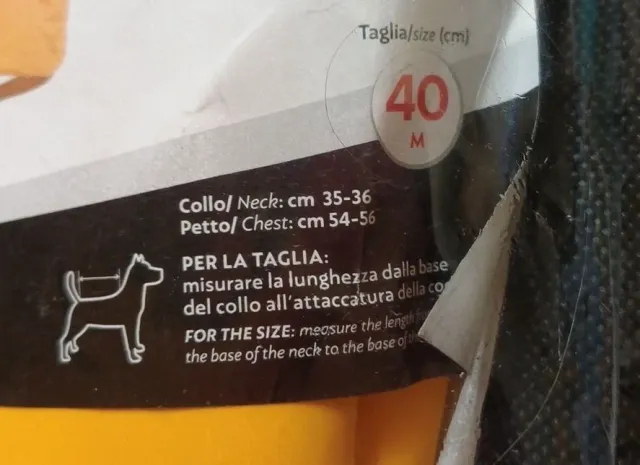 Taglia/size (cm)
40
M
Collo/ Neck: cm 35-36
Petto/ Chest: cm 54-56
PER LA TAGLIA:
misurare la lunghezza dalla base
del collo all'attaccatura della
FOR THE SIZE: measure the length
the base of the neck to the base of